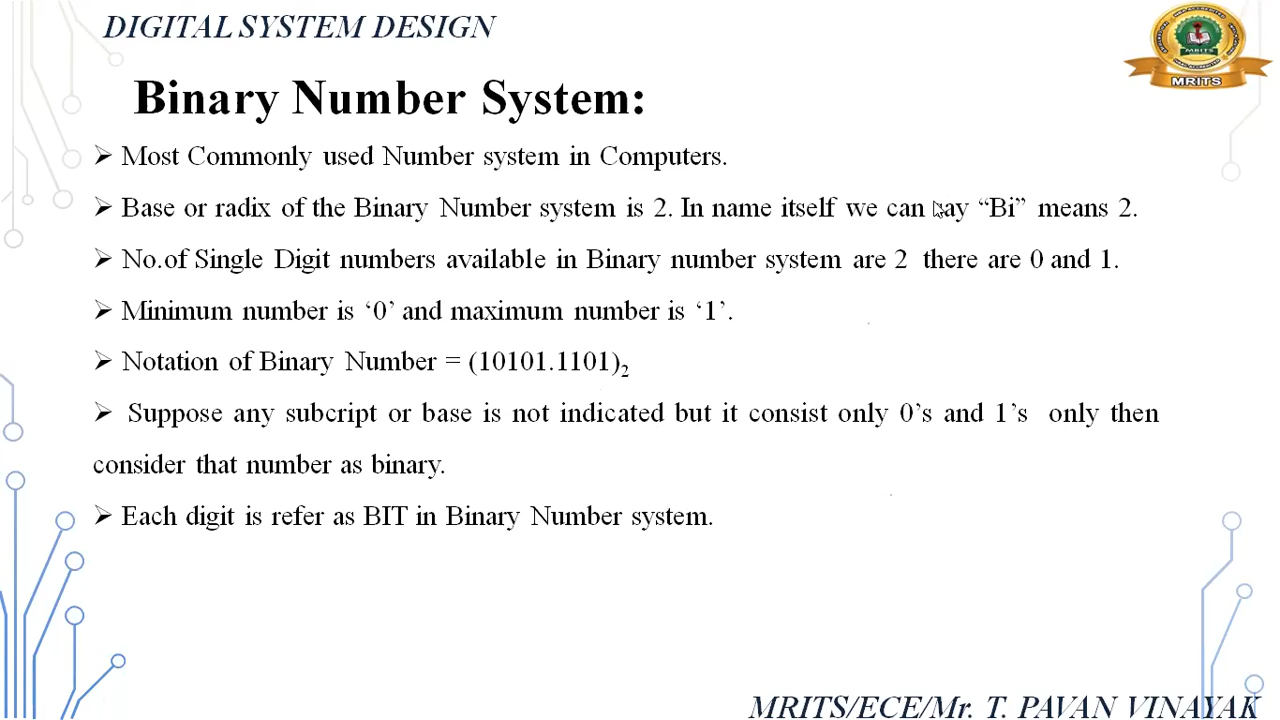 DIGITAL SYSTEM DESIGN
MRITS
Binary Number System:
➢ Most Commonly used Number system in Computers.
➢ Base or radix of the Binary Number system is 2. In name itself we can say “Bi” means 2.
➢ No.of Single Digit numbers available in Binary number system are 2 there are 0 and 1.
➢ Minimum number is ‘0’ and maximum number is ‘1’.
➢ Notation of Binary Number = (10101.1101)₂
➢ Suppose any subcript or base is not indicated but it consist only 0’s and 1’s only then
consider that number as binary.
➢ Each digit is refer as BIT in Binary Number system.
MRITS/ECE/Mr. T. PAVAN VINAYAK